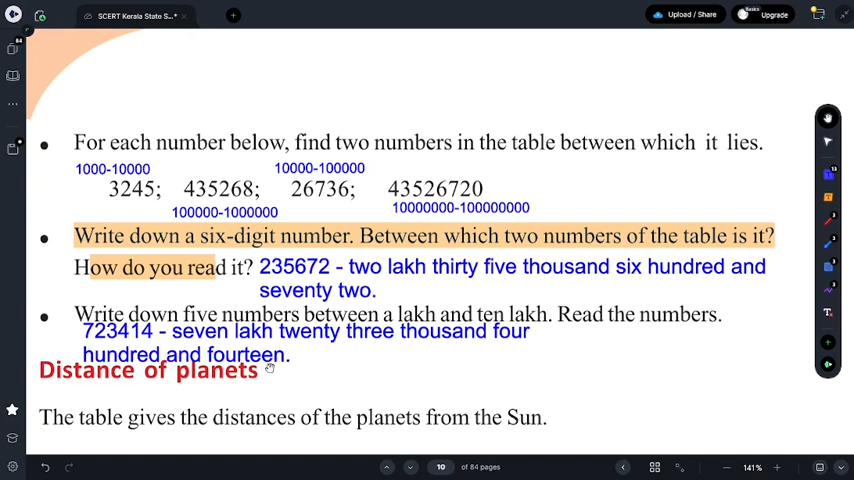 SCERT Kerala State S...*
Upload / Share
Basics
Upgrade
84
For each number below, find two numbers in the table between which it lies.
1000-10000
10000-100000
3245; 435268; 26736; 43526720
100000-1000000
10000000-100000000
Write down a six-digit number. Between which two numbers of the table is it?
How do you read it? 235672 - two lakh thirty five thousand six hundred and
seventy two.
Write down five numbers between a lakh and ten lakh. Read the numbers.
723414 - seven lakh twenty three thousand four
hundred and fourteen.
Distance of planets
The table gives the distances of the planets from the Sun.
10 of 84 pages
141%